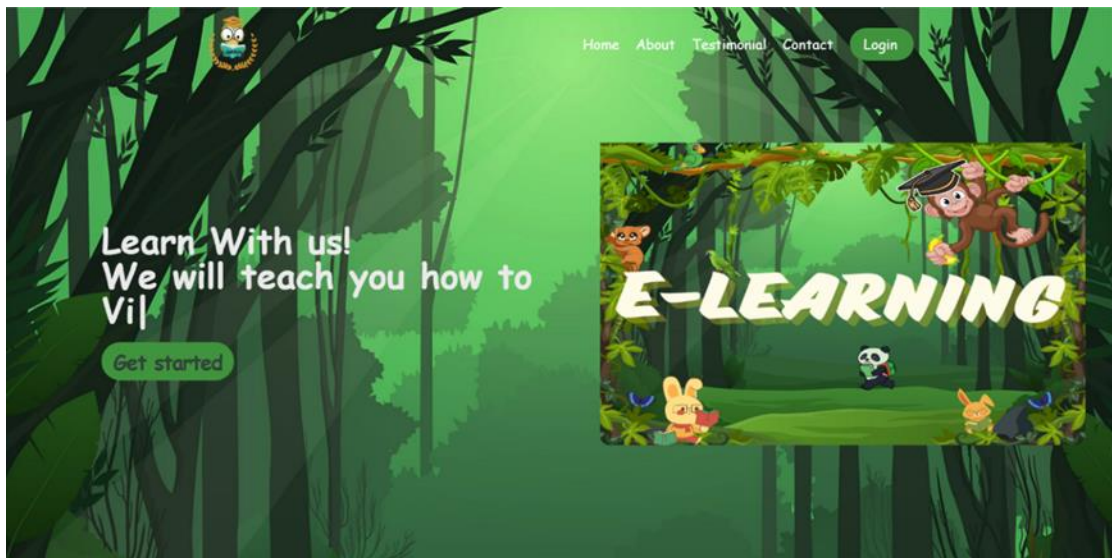 Home About Testimonial Contact Login
Learn With us!
We will teach you how to
Vi|
Get started
E-LEARNING